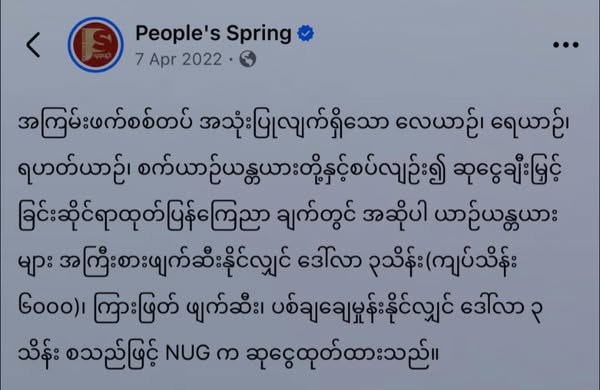 People's Spring
7 Apr 2022
အကြမ်းဖက်စစ်တပ် အသုံးပြုလျက်ရှိသော လေယာဉ်၊ ရေယာဉ်၊
ရဟတ်ယာဉ်၊ စက်ယာဉ်ယန္တယားတို့နှင့်စပ်လျဉ်း၍ ဆုငွေချီးမြှင့်
ခြင်းဆိုင်ရာထုတ်ပြန်ကြေညာ ချက်တွင် အဆိုပါ ယာဉ်ယန္တယား
များ အကြီးစားဖျက်ဆီးနိုင်လျှင် ဒေါ်လာ ၃သိန်း(ကျပ်သိန်း
၆၀၀၀)၊ ကြားဖြတ် ဖျက်ဆီး၊ ပစ်ချချေမှုန်းနိုင်လျှင် ဒေါ်လာ ၃
သိန်း စသည်ဖြင့် NUG က ဆုငွေထုတ်ထားသည်။